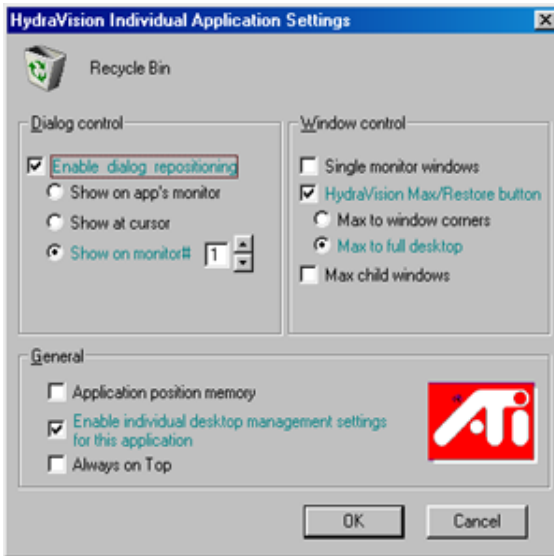 HydraVision Individual Application Settings
Recycle Bin
Dialog control
Enable dialog repositioning
Show on app's monitor
Show at cursor
Show on monitor# 1
Window control
Single monitor windows
HydraVision Max/Restore button
Max to window corners
Max to full desktop
Max child windows
General
Application position memory
Enable individual desktop management settings
for this application
Always on Top
ATi
OK
Cancel